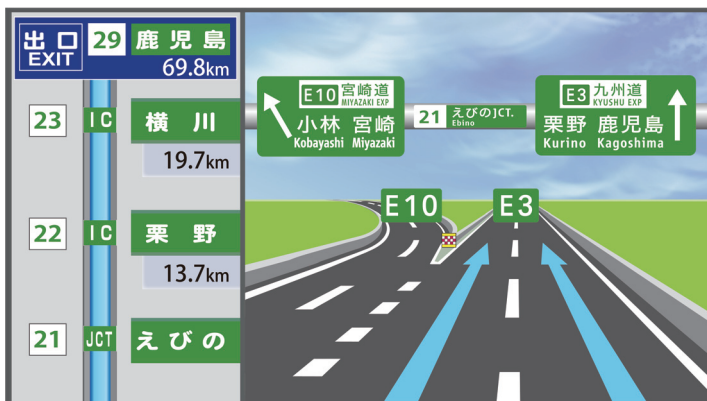 出口
EXIT
29
鹿児島
69.8km
23
IC
横川
19.7km
22
IC
栗野
13.7km
21
JCT
えびの
E10 宮崎道
MIYAZAKI EXP
小林 宮崎
Kobayashi Miyazaki
21 えびのJCT.
Ebino
E3 九州道
KYUSHU EXP
栗野 鹿児島
Kurino Kagoshima
E10
E3